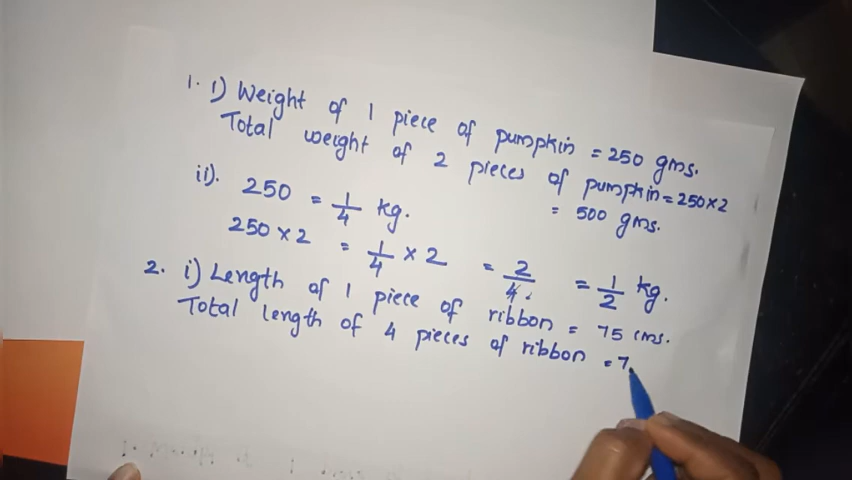 1. i) Weight of 1 piece of pumpkin = 250 gms.
Total weight of 2 pieces of pumpkin = 250 × 2
= 500 gms.
ii). 250 = 1/4 kg.
250 × 2 = 1/4 × 2 = 2/4 = 1/2 kg.
2. i) Length of 1 piece of ribbon = 75 cms.
Total length of 4 pieces of ribbon = 7